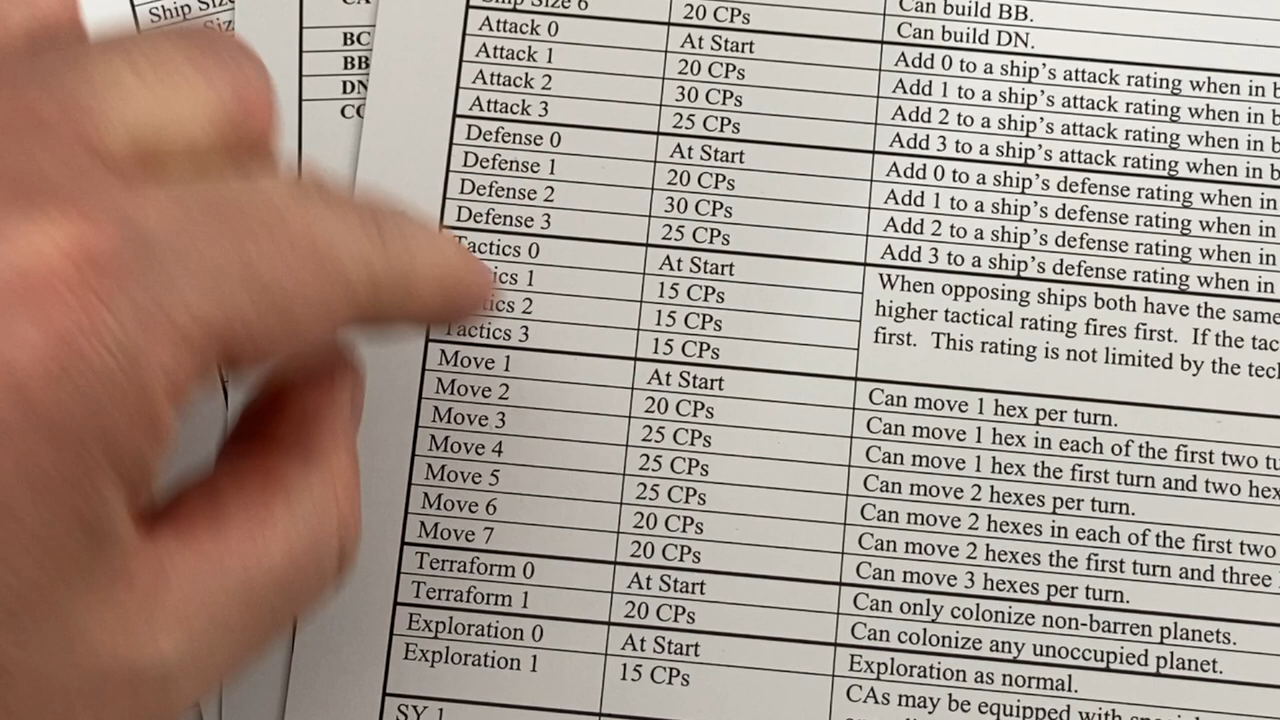 Ship Size
Siz
BC
BB
DN
Ship Size 6 20 CPs Can build BB.
Can build DN.
Attack 0 At Start Add 0 to a ship's attack rating when in b
Attack 1 20 CPs Add 1 to a ship's attack rating when in b
Attack 2 30 CPs Add 2 to a ship's attack rating when in b
Attack 3 25 CPs Add 3 to a ship's attack rating when in b
Defense 0 At Start Add 0 to a ship's defense rating when in
Defense 1 20 CPs Add 1 to a ship's defense rating when in
Defense 2 30 CPs Add 2 to a ship's defense rating when in
Defense 3 25 CPs Add 3 to a ship's defense rating when in
Tactics 0 At Start When opposing ships both have the same
ics 1 15 CPs higher tactical rating fires first. If the tac
tics 2 15 CPs first. This rating is not limited by the tec
Tactics 3 15 CPs
Move 1 At Start Can move 1 hex per turn.
Move 2 20 CPs Can move 1 hex in each of the first two tu
Move 3 25 CPs Can move 1 hex the first turn and two hex
Move 4 25 CPs Can move 2 hexes per turn.
Move 5 25 CPs Can move 2 hexes in each of the first two
Move 6 20 CPs Can move 2 hexes the first turn and three
Move 7 20 CPs Can move 3 hexes per turn.
Terraform 0 At Start Can only colonize non-barren planets.
Terraform 1 20 CPs Can colonize any unoccupied planet.
Exploration 0 At Start Exploration as normal.
Exploration 1 15 CPs CAs may be equipped with
SY 1